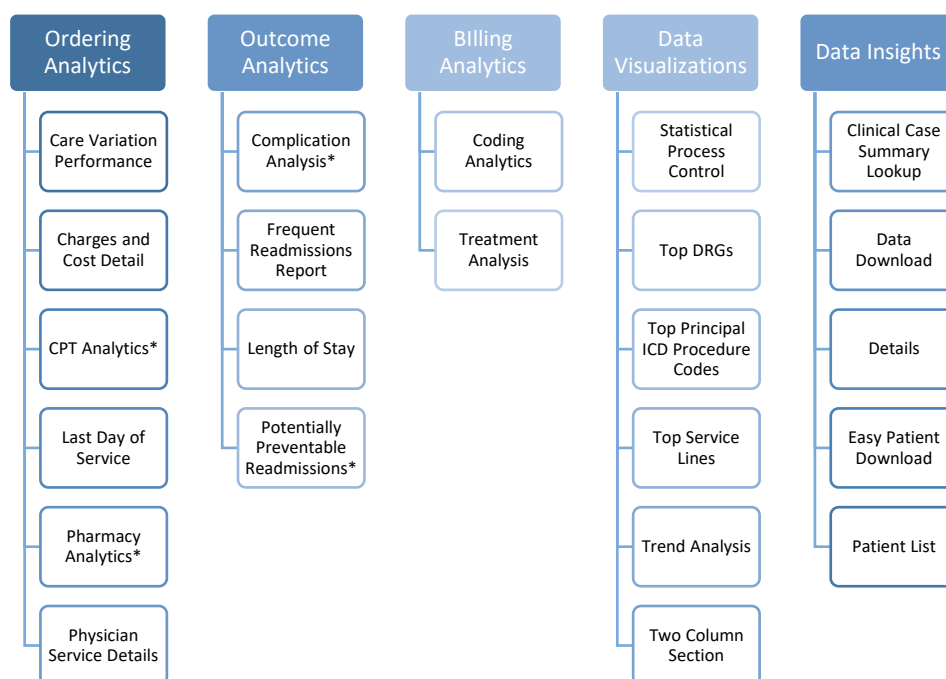 Ordering
Analytics
Care Variation
Performance
Charges and
Cost Detail
CPT Analytics*
Last Day of
Service
Pharmacy
Analytics*
Physician
Service Details
Outcome
Analytics
Complication
Analysis*
Frequent
Readmissions
Report
Length of Stay
Potentially
Preventable
Readmissions*
BIlling
Analytics
Coding
Analytics
Treatment
Analysis
Data
Visualizations
Statistical
Process
Control
Top DRGs
Top Principal
ICD Procedure
Codes
Top Service
Lines
Trend Analysis
Two Column
Section
Data Insights
Clinical Case
Summary
Lookup
Data
Download
Details
Easy Patient
Download
Patient List